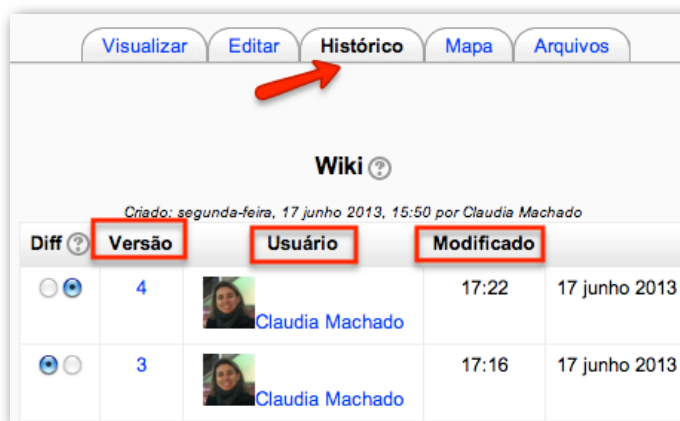 Visualizar Editar Histórico Mapa Arquivos
Wiki ?
Criado: segunda-feira, 17 junho 2013, 15:50 por Claudia Machado
Diff ? Versão Usuário Modificado
4 17:22 17 junho 2013
Claudia Machado
3 17:16 17 junho 2013
Claudia Machado